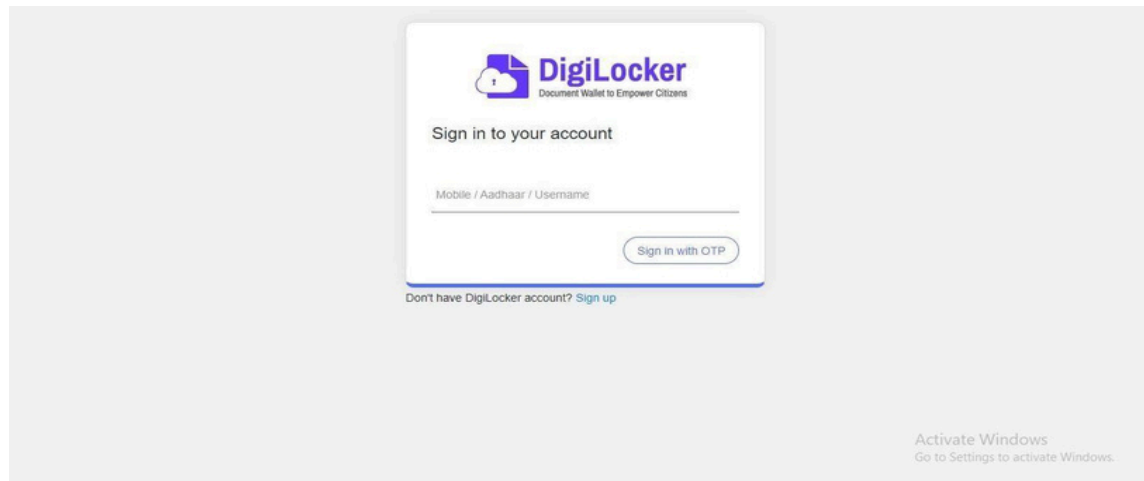 DigiLocker
Document Wallet to Empower Citizens
Sign in to your account
Mobile / Aadhaar / Username
Sign in with OTP
Don't have DigiLocker account? Sign up
Activate Windows
Go to Settings to activate Windows.